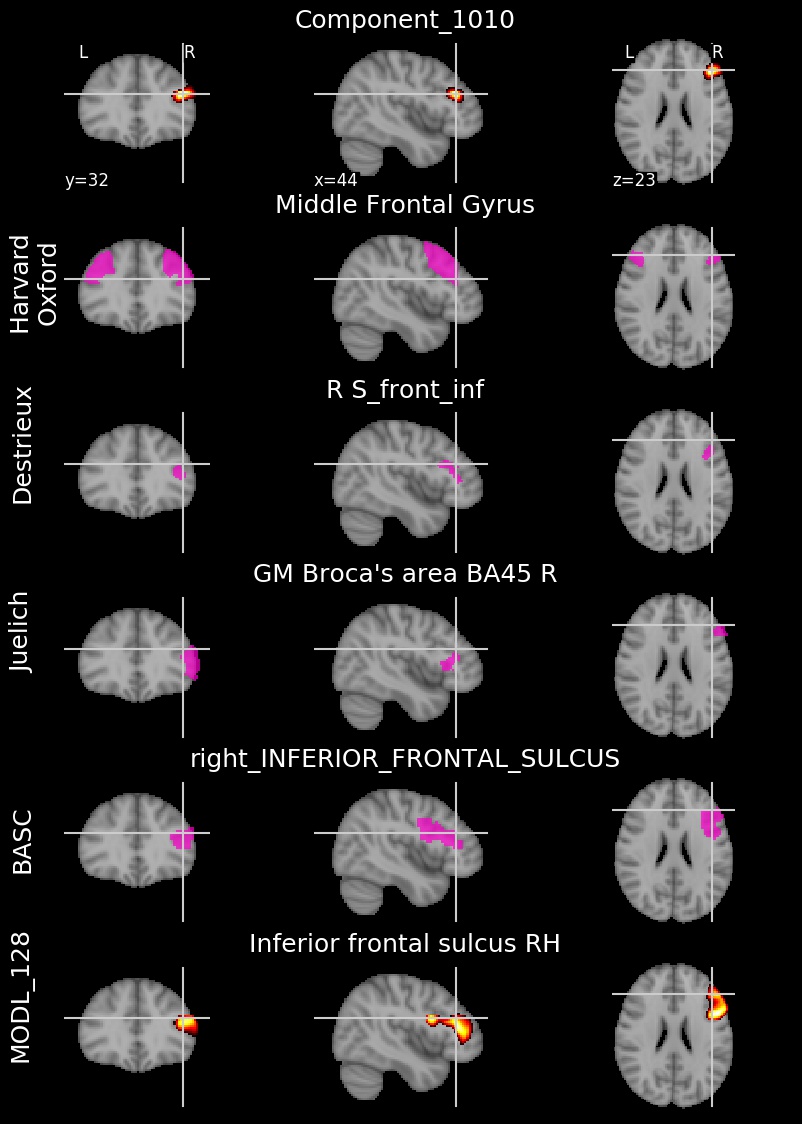 Component_1010
L R L R
y=32 x=44 z=23
Middle Frontal Gyrus
Harvard
Oxford
R S_front_inf
Destrieux
GM Broca's area BA45 R
Juelich
right_INFERIOR_FRONTAL_SULCUS
BASC
Inferior frontal sulcus RH
MODL_128